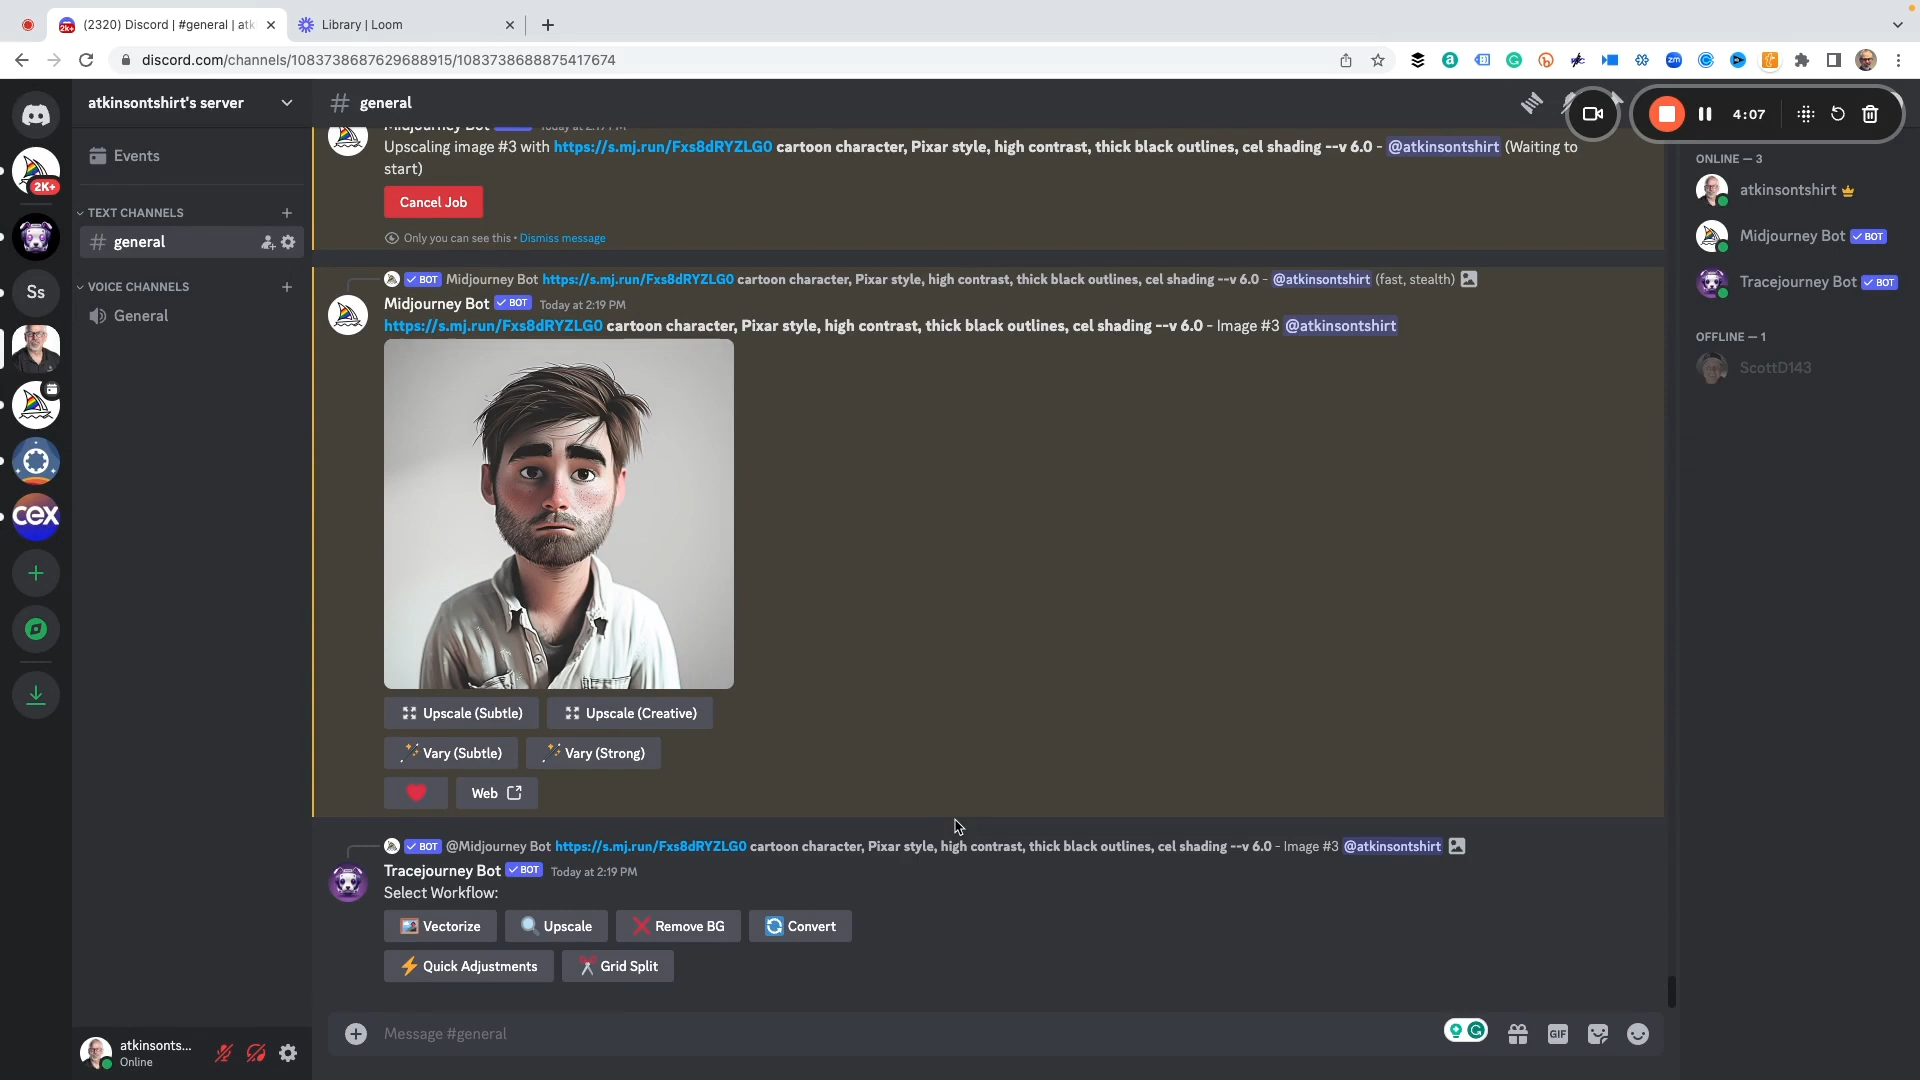 (2320) Discord | #general | atk
Library | Loom
discord.com/channels/1083738687629688915/1083738688875417674
4:07
atkinsontshirt's server
general
Events
2K+
TEXT CHANNELS
general
VOICE CHANNELS
General
Ss
cex
Midjourney Bot Today at 2:19 PM
Upscaling image #3 with https://s.mj.run/Fxs8dRYZLG0 cartoon character, Pixar style, high contrast, thick black outlines, cel shading --v 6.0 - @atkinsontshirt (Waiting to
start)
Cancel Job
Only you can see this • Dismiss message
BOT Midjourney Bot https://s.mj.run/Fxs8dRYZLG0 cartoon character, Pixar style, high contrast, thick black outlines, cel shading --v 6.0 - @atkinsontshirt (fast, stealth)
Midjourney Bot BOT Today at 2:19 PM
https://s.mj.run/Fxs8dRYZLG0 cartoon character, Pixar style, high contrast, thick black outlines, cel shading --v 6.0 - Image #3 @atkinsontshirt
Upscale (Subtle) Upscale (Creative)
Vary (Subtle) Vary (Strong)
Web
BOT @Midjourney Bot https://s.mj.run/Fxs8dRYZLG0 cartoon character, Pixar style, high contrast, thick black outlines, cel shading --v 6.0 - Image #3 @atkinsontshirt
Tracejourney Bot BOT Today at 2:19 PM
Select Workflow:
Vectorize Upscale Remove BG Convert
Quick Adjustments Grid Split
Message #general
GIF
ONLINE — 3
atkinsontshirt
Midjourney Bot BOT
Tracejourney Bot BOT
OFFLINE — 1
ScottD143
atkinsonts...
Online